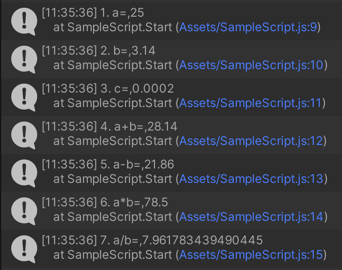 [11:35:36] 1. a=,25
at SampleScript.Start (Assets/SampleScript.js:9)
[11:35:36] 2. b=,3.14
at SampleScript.Start (Assets/SampleScript.js:10)
[11:35:36] 3. c=,0.0002
at SampleScript.Start (Assets/SampleScript.js:11)
[11:35:36] 4. a+b=,28.14
at SampleScript.Start (Assets/SampleScript.js:12)
[11:35:36] 5. a-b=,21.86
at SampleScript.Start (Assets/SampleScript.js:13)
[11:35:36] 6. a*b=,78.5
at SampleScript.Start (Assets/SampleScript.js:14)
[11:35:36] 7. a/b=,7.961783439490445
at SampleScript.Start (Assets/SampleScript.js:15)